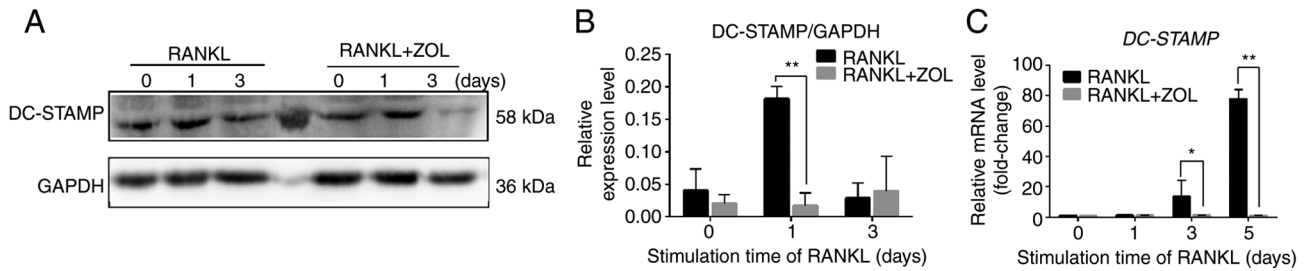 A
RANKL
RANKL+ZOL
0 1 3 0 1 3 (days)
DC-STAMP
58 kDa
GAPDH
36 kDa
B
DC-STAMP/GAPDH
RANKL
RANKL+ZOL
**
Relative
expression level
0.25
0.20
0.15
0.10
0.05
0.00
0 1 3
Stimulation time of RANKL (days)
C
DC-STAMP
RANKL
RANKL+ZOL
*
**
Relative mRNA level
(fold-change)
100
80
60
40
20
0
0 1 3 5
Stimulation time of RANKL (days)